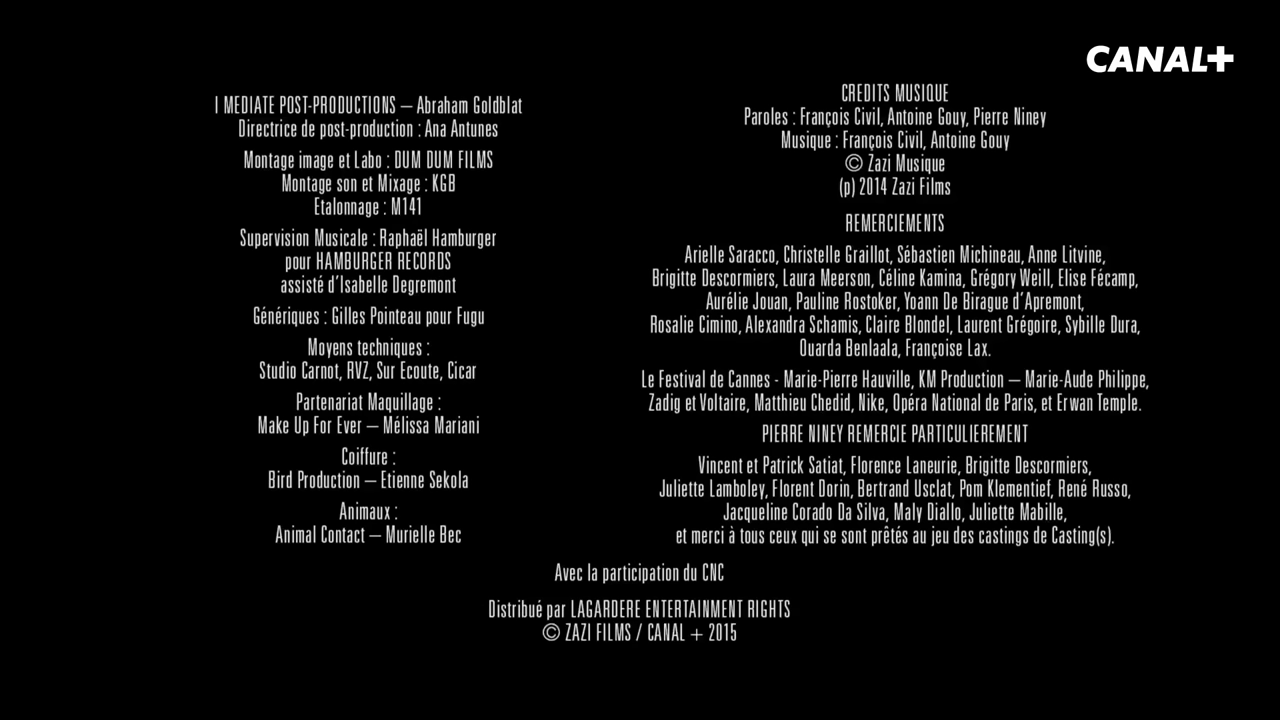 CANAL+
I MEDIATE POST-PRODUCTIONS – Abraham Goldblat
Directrice de post-production : Ana Antunes
Montage image et Labo : DUM DUM FILMS
Montage son et Mixage : KGB
Etalonnage : M141
Supervision Musicale : Raphaël Hamburger
pour HAMBURGER RECORDS
assisté d'Isabelle Degremont
Génériques : Gilles Pointeau pour Fugu
Moyens techniques :
Studio Carnot, RVZ, Sur Ecoute, Cicar
Partenariat Maquillage :
Make Up For Ever – Mélissa Mariani
Coiffure :
Bird Production – Etienne Sekola
Animaux :
Animal Contact – Murielle Bec
CREDITS MUSIQUE
Paroles : François Civil, Antoine Gouy, Pierre Niney
Musique : François Civil, Antoine Gouy
© Zazi Musique
(p) 2014 Zazi Films
REMERCIEMENTS
Arielle Saracco, Christelle Graillot, Sébastien Michineau, Anne Litvine,
Brigitte Descormiers, Laura Meerson, Céline Kamina, Grégory Weill, Elise Fécamp,
Aurélie Jouan, Pauline Rostoker, Yoann De Birague d'Apremont,
Rosalie Cimino, Alexandra Schamis, Claire Blondel, Laurent Grégoire, Sybille Dura,
Ouarda Benlaala, Françoise Lax.
Le Festival de Cannes - Marie-Pierre Hauville, KM Production – Marie-Aude Philippe,
Zadig et Voltaire, Matthieu Chedid, Nike, Opéra National de Paris, et Erwan Temple.
PIERRE NINEY REMERCIE PARTICULIEREMENT
Vincent et Patrick Satiat, Florence Laneurie, Brigitte Descormiers,
Juliette Lamboley, Florent Dorin, Bertrand Usclat, Pom Klementief, René Russo,
Jacqueline Corado Da Silva, Maly Diallo, Juliette Mabille,
et merci à tous ceux qui se sont prêtés au jeu des castings de Casting(s).
Avec la participation du CNC
Distribué par LAGARDERE ENTERTAINMENT RIGHTS
© ZAZI FILMS / CANAL + 2015